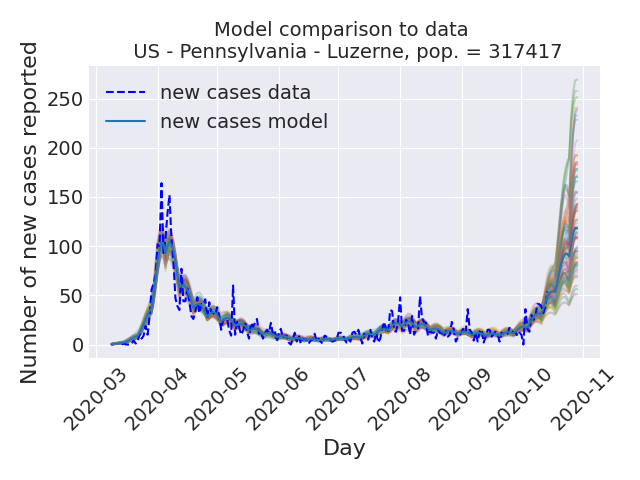 Model comparison to data
US - Pennsylvania - Luzerne, pop. = 317417
Number of new cases reported
250
200
150
100
50
0
new cases data
new cases model
2020-03
2020-04
2020-05
2020-06
2020-07
2020-08
2020-09
2020-10
2020-11
Day